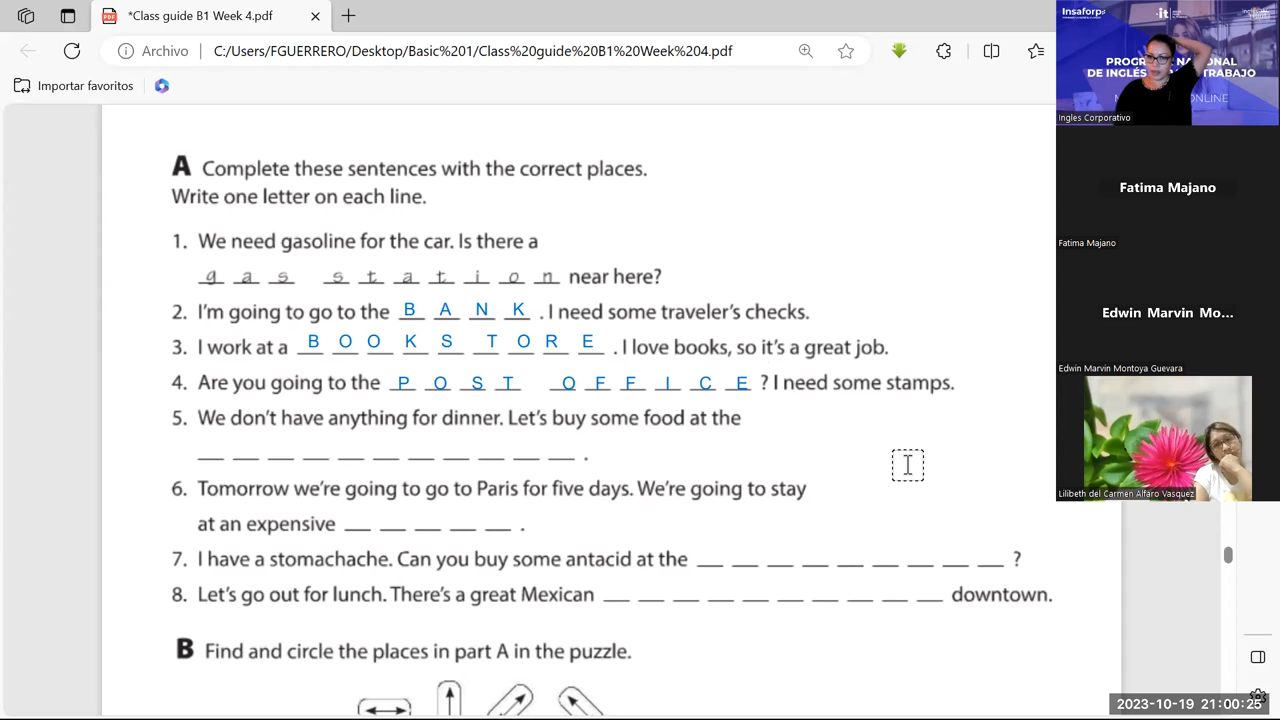 *Class guide B1 Week 4.pdf
Archivo
C:/Users/FGUERRERO/Desktop/Basic%201/Class%20guide%20B1%20Week%204.pdf
Importar favoritos
A Complete these sentences with the correct places.
Write one letter on each line.
1. We need gasoline for the car. Is there a
g a s s t a t i o n near here?
2. I'm going to go to the B A N K . I need some traveler's checks.
3. I work at a B O O K S T O R E . I love books, so it's a great job.
4. Are you going to the P O S T O F F I C E ? I need some stamps.
5. We don't have anything for dinner. Let's buy some food at the
_ _ _ _ _ _ _ _ _ _ _ .
6. Tomorrow we're going to go to Paris for five days. We're going to stay
at an expensive _ _ _ _ _ .
7. I have a stomachache. Can you buy some antacid at the _ _ _ _ _ _ _ _ _ ?
8. Let's go out for lunch. There's a great Mexican _ _ _ _ _ _ _ _ _ _ downtown.
B Find and circle the places in part A in the puzzle.
Insaforp
it
Ingles Corporativo
Fatima Majano
Fatima Majano
Edwin Marvin Mo...
Edwin Marvin Montoya Guevara
Lilibeth del Carmen Alfaro Vasquez
2023-10-19 21:00:25